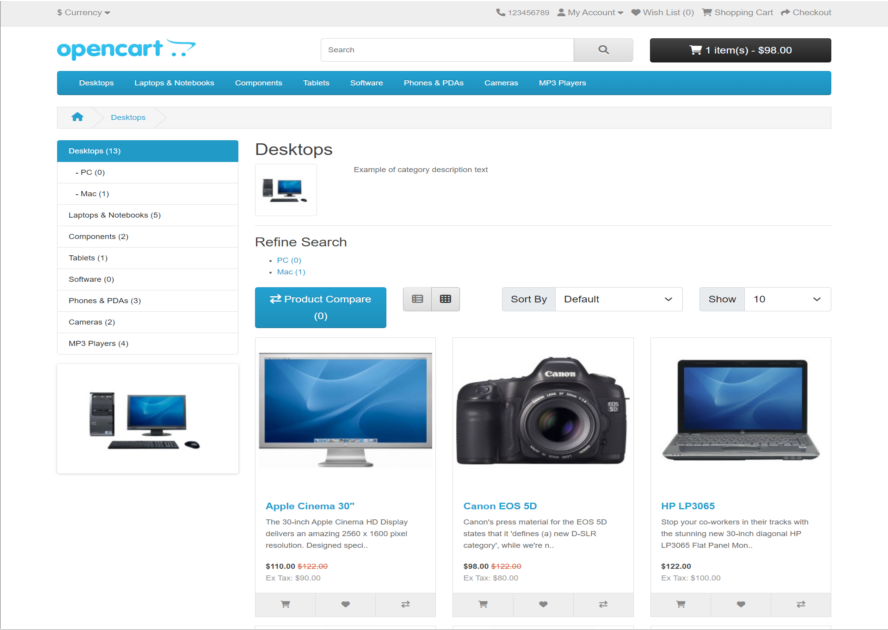 $ Currency
123456789 My Account Wish List (0) Shopping Cart Checkout
opencart
Search
1 item(s) - $98.00
Desktops Laptops & Notebooks Components Tablets Software Phones & PDAs Cameras MP3 Players
Desktops
Desktops (13)
- PC (0)
- Mac (1)
Laptops & Notebooks (5)
Components (2)
Tablets (1)
Software (0)
Phones & PDAs (3)
Cameras (2)
MP3 Players (4)
Desktops
Example of category description text
Refine Search
PC (0)
Mac (1)
Product Compare
(0)
Sort By Default
Show 10
Canon
EOS
5D
Apple Cinema 30"
The 30-inch Apple Cinema HD Display
delivers an amazing 2560 x 1600 pixel
resolution. Designed speci..
$110.00 $122.00
Ex Tax: $90.00
Canon EOS 5D
Canon's press material for the EOS 5D
states that it 'defines (a) new D-SLR
category', while we're n..
$98.00 $122.00
Ex Tax: $80.00
HP LP3065
Stop your co-workers in their tracks with
the stunning new 30-inch diagonal HP
LP3065 Flat Panel Mon..
$122.00
Ex Tax: $100.00